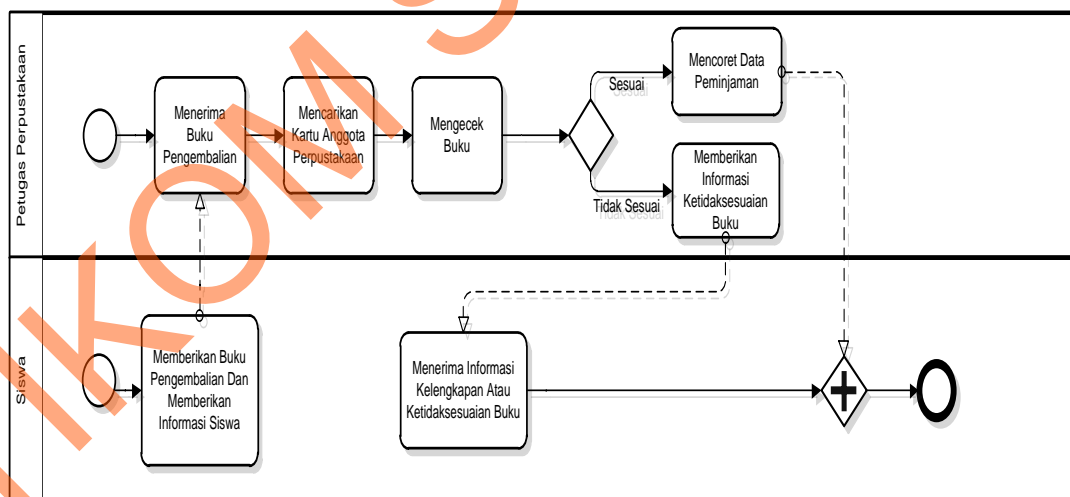 Petugas Perpustakaan
Menerima
Buku
Pengembalian
Mencarikan
Kartu Anggota
Perpustakaan
Mengecek
Buku
Sesuai
Tidak Sesuai
Mencoret Data
Peminjaman
Memberikan
Informasi
Ketidaksesuaian
Buku
Siswa
Memberikan Buku
Pengembalian Dan
Memberikan
Informasi Siswa
Menerima Informasi
Kelengkapan Atau
Ketidaksesuaian Buku
IKOM